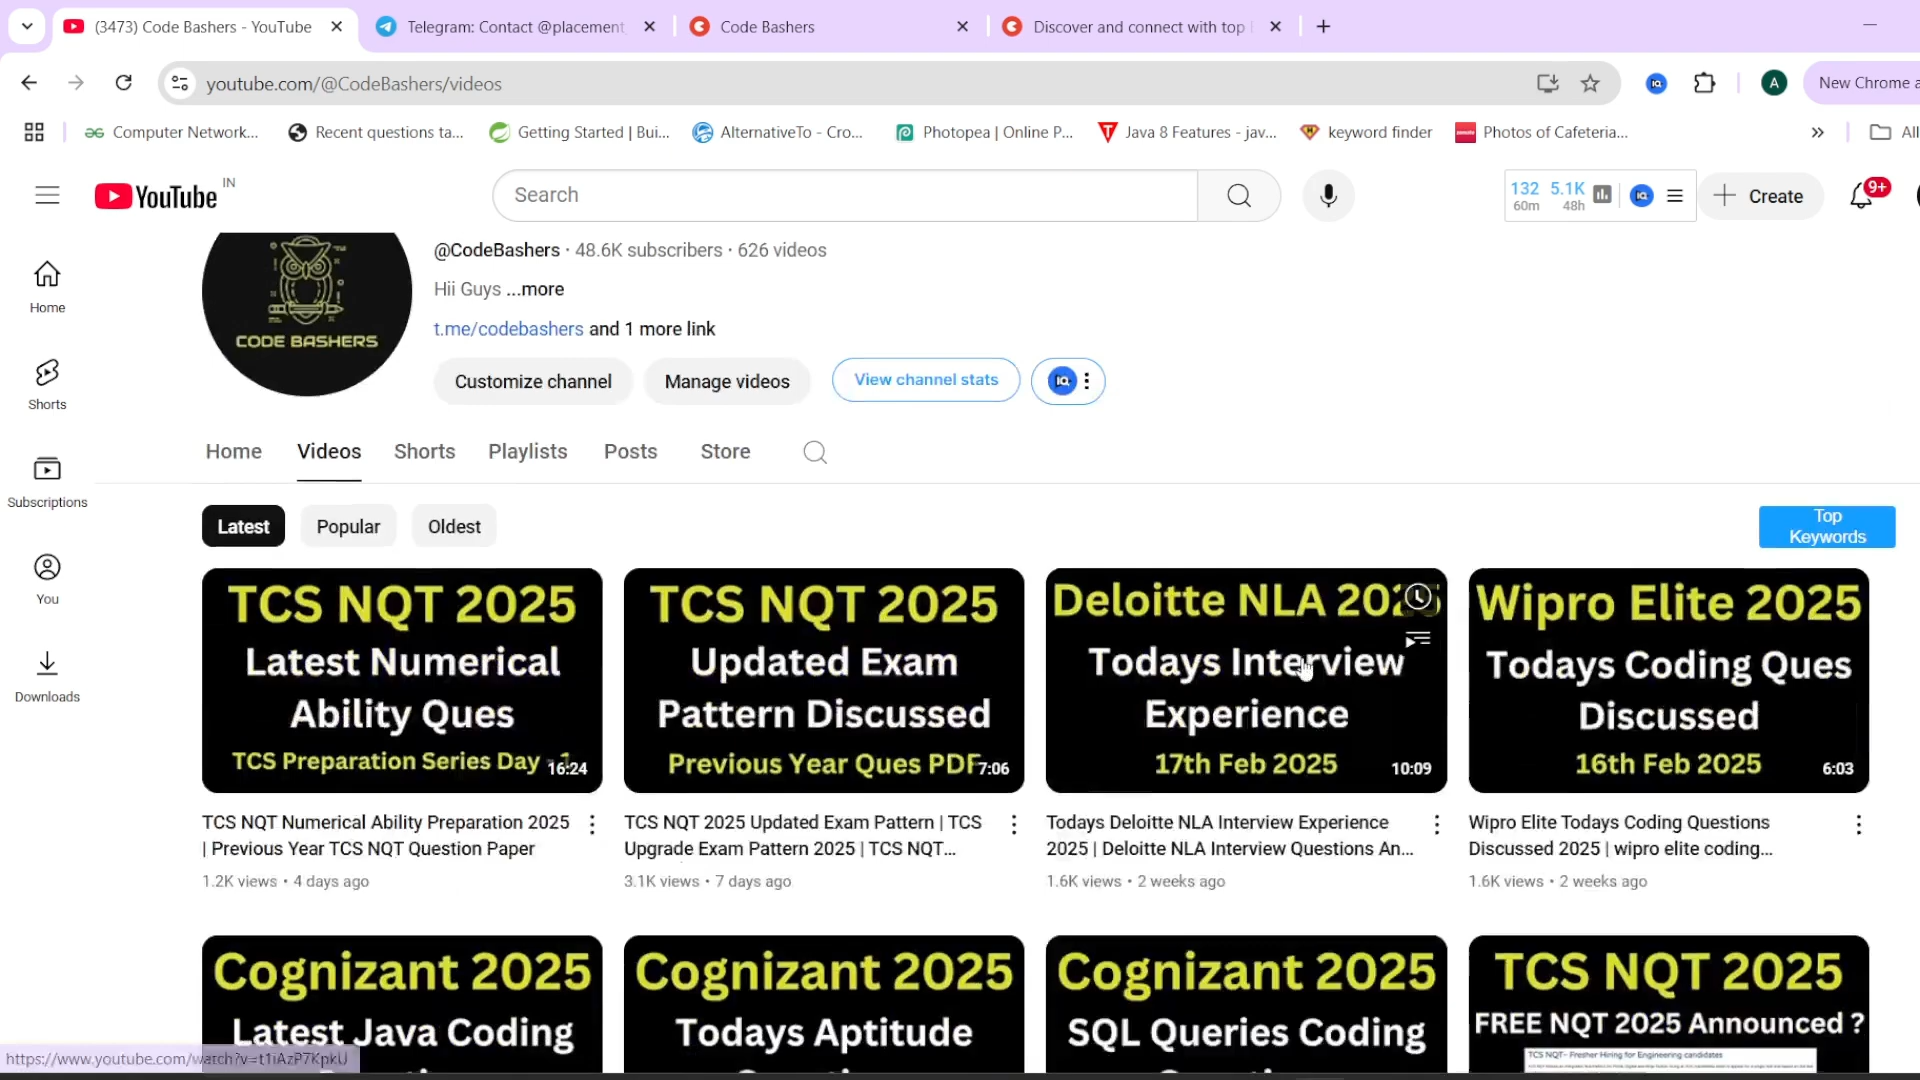 (3473) Code Bashers - YouTube
Telegram: Contact @placement
Code Bashers
Discover and connect with top
youtube.com/@CodeBashers/videos
A
New Chrome a
Computer Network...
Recent questions ta...
Getting Started | Bui...
AlternativeTo - Cro...
Photopea | Online P...
Java 8 Features - jav...
keyword finder
Photos of Cafeteria...
All
YouTube IN
Search
132 5.1K
60m 48h
Create
9+
Home
Shorts
Subscriptions
You
Downloads
CODE BASHERS
@CodeBashers · 48.6K subscribers · 626 videos
Hii Guys ...more
t.me/codebashers and 1 more link
Customize channel
Manage videos
View channel stats
Home
Videos
Shorts
Playlists
Posts
Store
Latest
Popular
Oldest
Top
Keywords
TCS NQT 2025
Latest Numerical
Ability Ques
TCS Preparation Series Day - 1
16:24
TCS NQT 2025
Updated Exam
Pattern Discussed
Previous Year Ques PDF
7:06
Deloitte NLA 2025
Todays Interview
Experience
17th Feb 2025
10:09
Wipro Elite 2025
Todays Coding Ques
Discussed
16th Feb 2025
6:03
TCS NQT Numerical Ability Preparation 2025
| Previous Year TCS NQT Question Paper
1.2K views • 4 days ago
TCS NQT 2025 Updated Exam Pattern | TCS
Upgrade Exam Pattern 2025 | TCS NQT...
3.1K views • 7 days ago
Todays Deloitte NLA Interview Experience
2025 | Deloitte NLA Interview Questions An...
1.6K views • 2 weeks ago
Wipro Elite Todays Coding Questions
Discussed 2025 | wipro elite coding...
1.6K views • 2 weeks ago
Cognizant 2025
Latest Java Coding
Cognizant 2025
Todays Aptitude
Cognizant 2025
SQL Queries Coding
TCS NQT 2025
FREE NQT 2025 Announced ?
TCS NQT– Fresher Hiring for Engineering candidates
https://www.youtube.com/watch?v=t1iAzP7KpkU